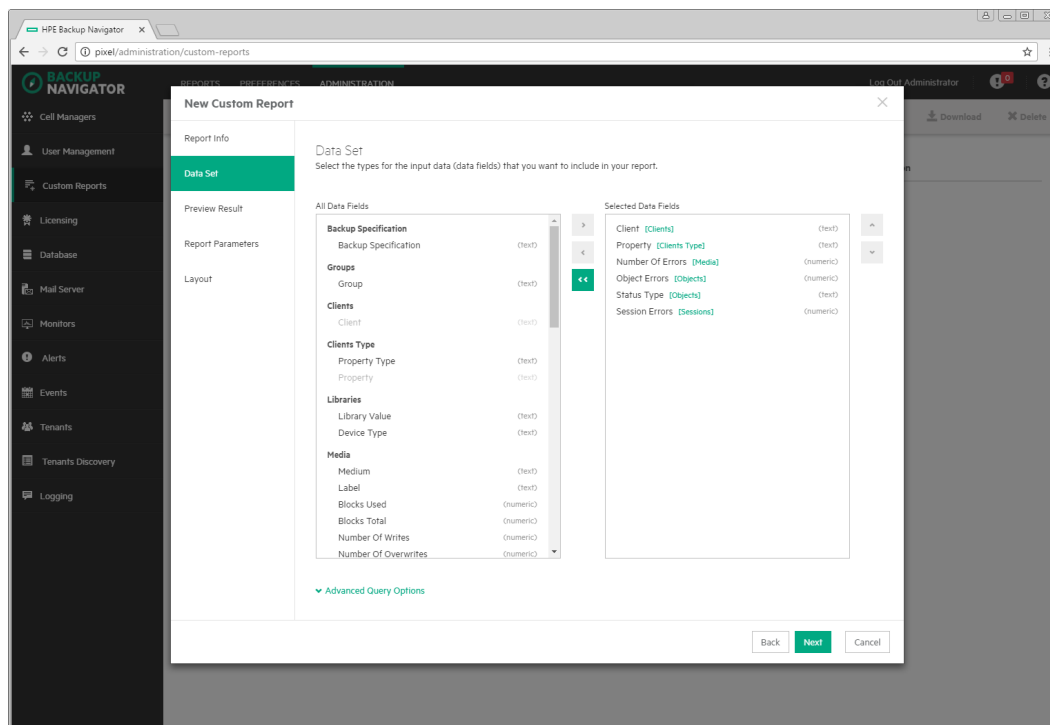 HPE Backup Navigator
pixel/administration/custom-reports
BACKUP
NAVIGATOR
REPORTS PREFERENCES ADMINISTRATION Log Out Administrator 0
Download Delete
Cell Managers
User Management
Custom Reports
Licensing
Database
Mail Server
Monitors
Alerts
Events
Tenants
Tenants Discovery
Logging
New Custom Report
Report Info
Data Set
Preview Result
Report Parameters
Layout
Data Set
Select the types for the input data (data fields) that you want to include in your report.
All Data Fields
Backup Specification
Backup Specification (text)
Groups
Group (text)
Clients
Client (text)
Clients Type
Property Type (text)
Property (text)
Libraries
Library Value (text)
Device Type (text)
Media
Medium (text)
Label (text)
Blocks Used (numeric)
Blocks Total (numeric)
Number Of Writes (numeric)
Number Of Overwrites (numeric)
Selected Data Fields
Client [Clients] (text)
Property [Clients Type] (text)
Number Of Errors [Media] (numeric)
Object Errors [Objects] (numeric)
Status Type [Objects] (text)
Session Errors [Sessions] (numeric)
Advanced Query Options
Back Next Cancel